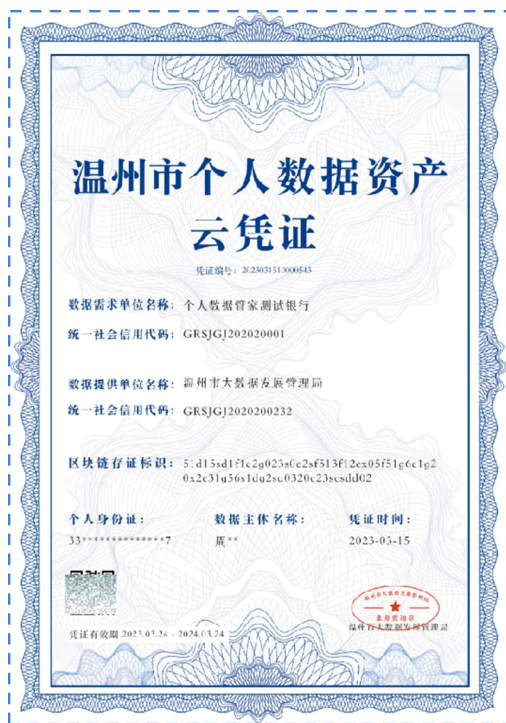 温州市个人数据资产
云凭证
凭证编号：2C23031513000543
数据需求单位名称：个人数据管家测试银行
统一社会信用代码：GRSJGJ202020001
数据提供单位名称：温州市大数据发展管理局
统一社会信用代码：GRSJGJ2020200232
区块链存证标识：
个人身份证： 数据主体名称： 凭证时间：
33**************7 周** 2023-03-15
凭证有效期 2023.03.24 - 2024.03.24
温州市大数据发展管理局